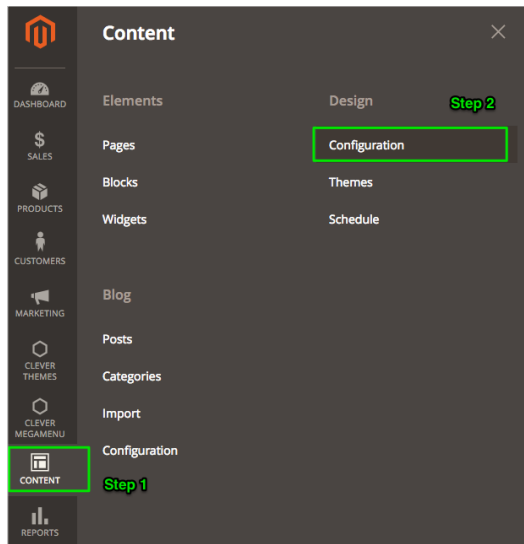 Content
DASHBOARD
SALES
PRODUCTS
CUSTOMERS
MARKETING
CLEVER
THEMES
CLEVER
MEGAMENU
CONTENT
REPORTS
Step 1
Elements
Pages
Blocks
Widgets
Blog
Posts
Categories
Import
Configuration
Design
Step 2
Configuration
Themes
Schedule